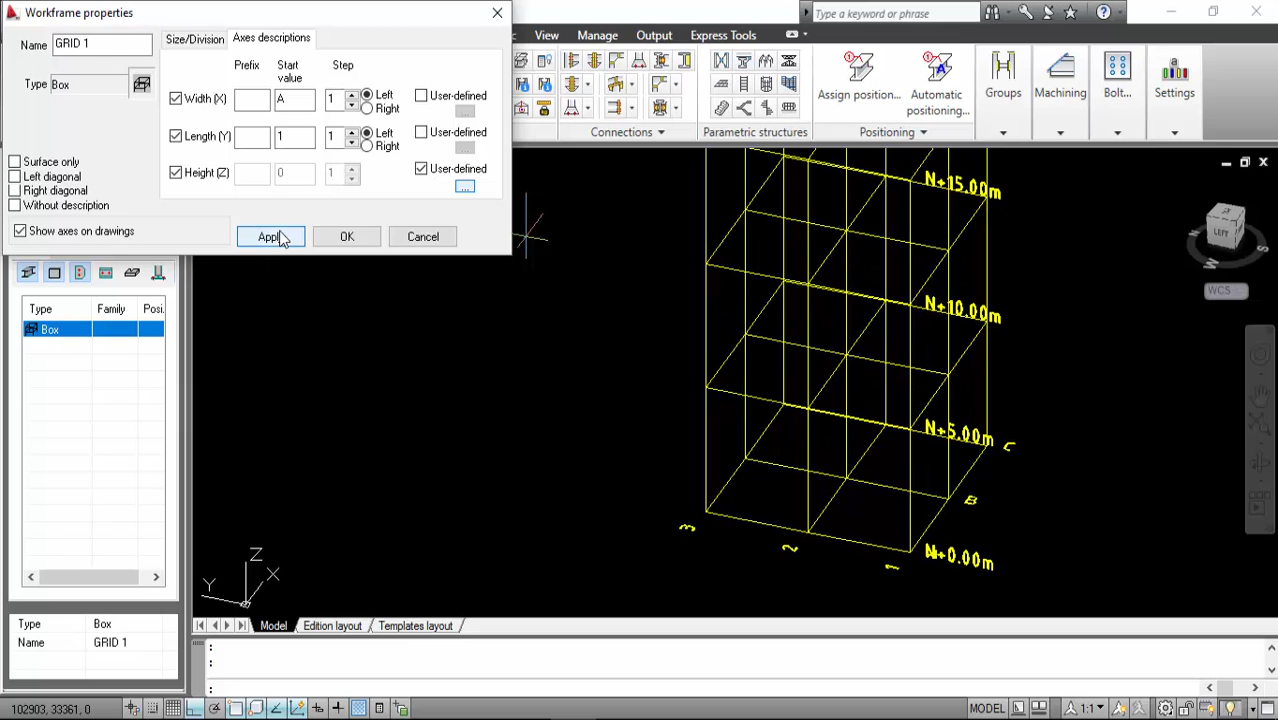 Workframe properties
Type a keyword or phrase
Name GRID 1
Size/Division Axes descriptions
Type Box
Prefix Start value Step
Width (X) A 1 Left Right User-defined ...
Length (Y) 1 1 Left Right User-defined ...
Height (Z) 0 1 User-defined ...
Surface only
Left diagonal
Right diagonal
Without description
Show axes on drawings
OK Cancel
View Manage Output Express Tools
Assign position... Automatic positioning... Groups Machining Bolt... Settings
Connections Parametric structures Positioning
N+15.00m
N+10.00m
N+5.00m
C
B
N+0.00m
3 2 1
LEFT
W S
WCS
Type Family Posi.
Box
Type Box
Name GRID 1
Z
X
Y
Model Edition layout Templates layout
:
:
:
102903, 33361, 0
MODEL 1:1